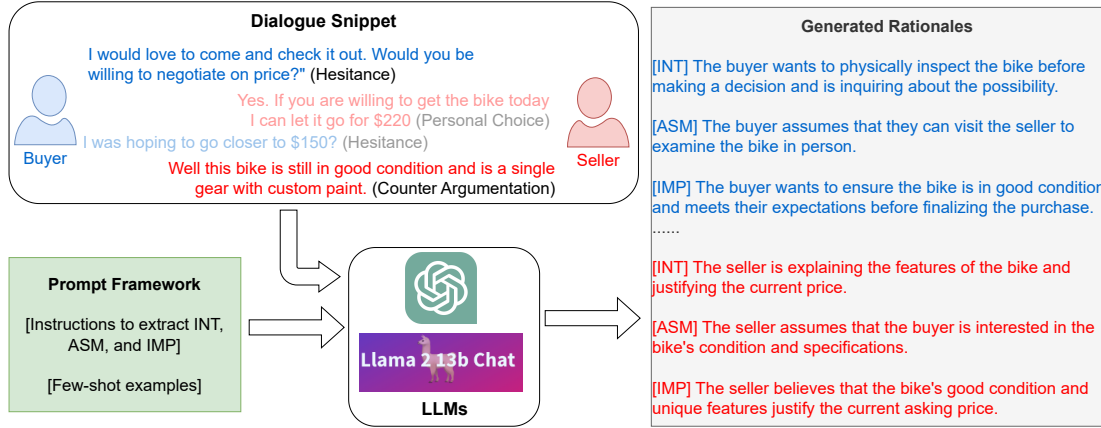 Dialogue Snippet
I would love to come and check it out. Would you be
willing to negotiate on price?" (Hesitance)
Yes. If you are willing to get the bike today
I can let it go for $220 (Personal Choice)
I was hoping to go closer to $150? (Hesitance)
Well this bike is still in good condition and is a single
gear with custom paint. (Counter Argumentation)
Buyer
Seller
Prompt Framework
[Instructions to extract INT,
ASM, and IMP]
[Few-shot examples]
Llama 2 13b Chat
LLMs
Generated Rationales
[INT] The buyer wants to physically inspect the bike before
making a decision and is inquiring about the possibility.
[ASM] The buyer assumes that they can visit the seller to
examine the bike in person.
[IMP] The buyer wants to ensure the bike is in good condition
and meets their expectations before finalizing the purchase.
......
[INT] The seller is explaining the features of the bike and
justifying the current price.
[ASM] The seller assumes that the buyer is interested in the
bike's condition and specifications.
[IMP] The seller believes that the bike's good condition and
unique features justify the current asking price.